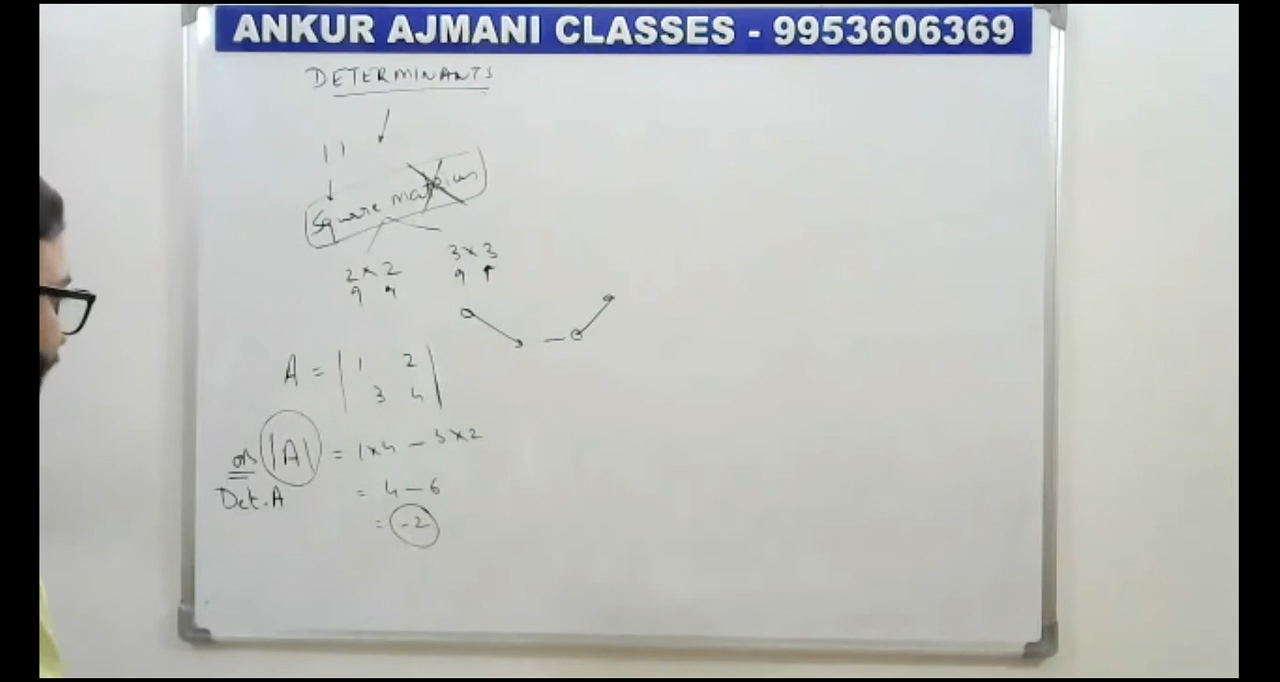 ANKUR AJMANI CLASSES - 9953606369
DETERMINANTS
| |
Square matrices
2 × 2
3 × 3
A = | 1 2 |
3 4
or |A| = 1×4 - 3×2
Det. A
= 4 - 6
= -2